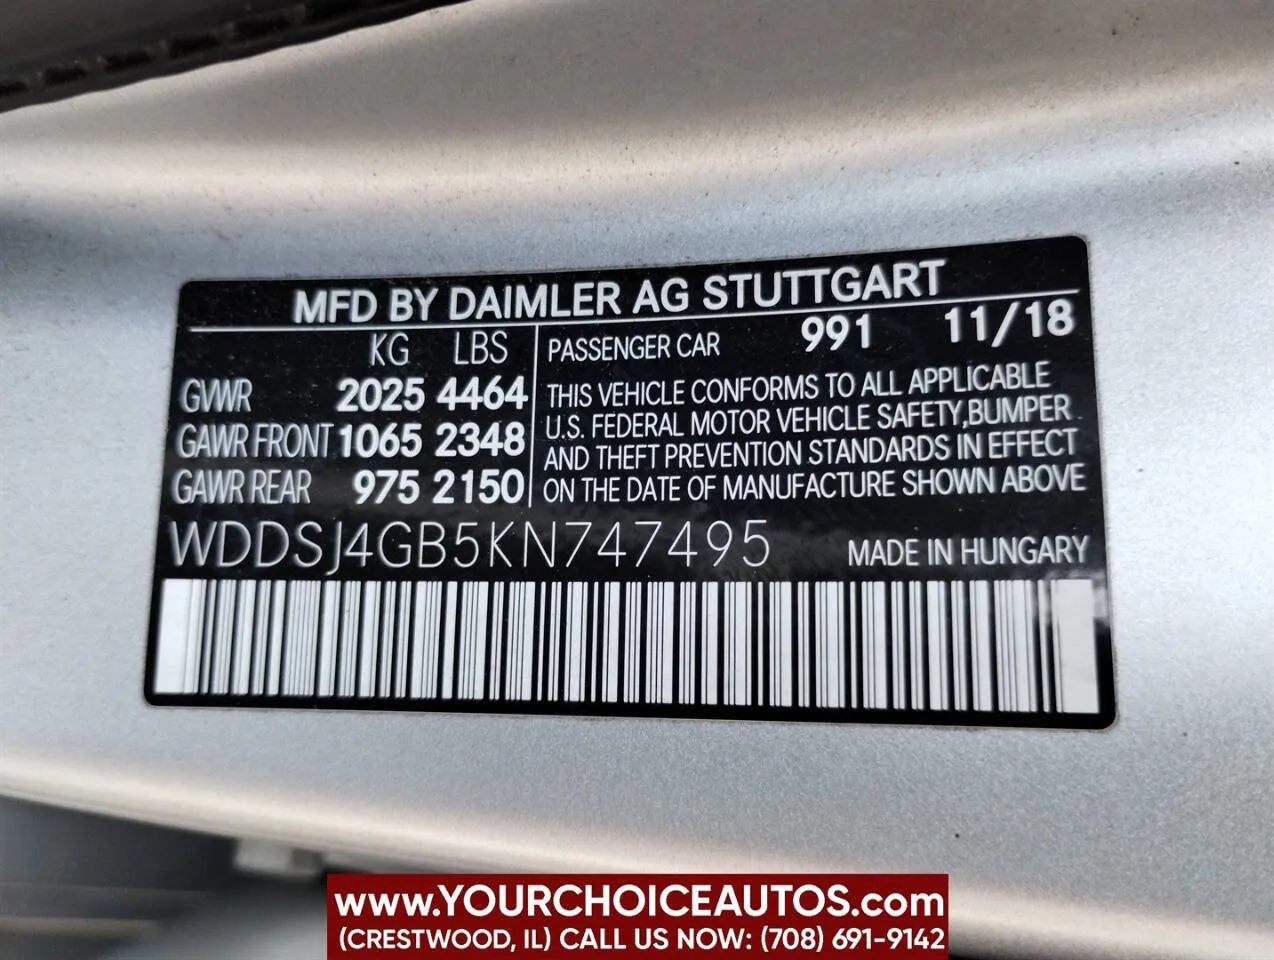 MFD BY DAIMLER AG STUTTGART
KG LBS
PASSENGER CAR 991 11/18
GVWR 2025 4464
GAWR FRONT 1065 2348
GAWR REAR 975 2150
THIS VEHICLE CONFORMS TO ALL APPLICABLE
U.S. FEDERAL MOTOR VEHICLE SAFETY,BUMPER
AND THEFT PREVENTION STANDARDS IN EFFECT
ON THE DATE OF MANUFACTURE SHOWN ABOVE
WDDSJ4GB5KN747495 MADE IN HUNGARY
www.YOURCHOICEAUTOS.com
(CRESTWOOD, IL) CALL US NOW: (708) 691-9142